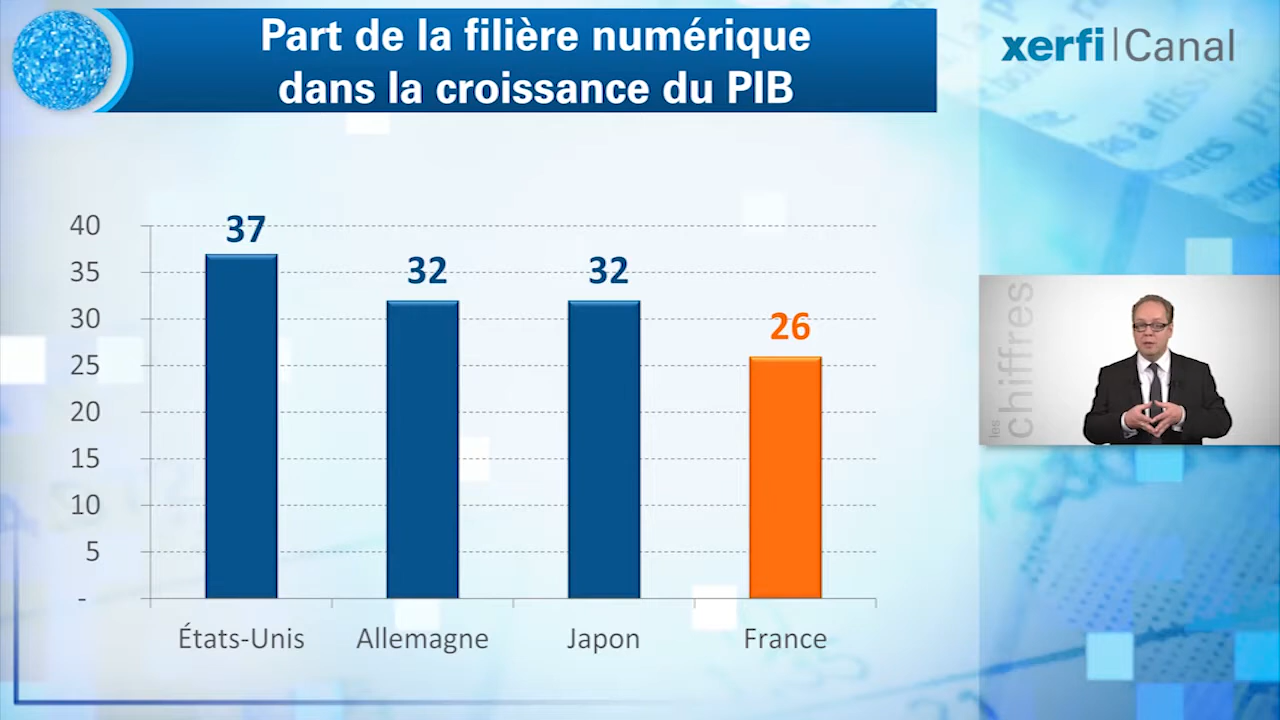 Part de la filière numérique
dans la croissance du PIB
xerfi|Canal
40
35
30
25
20
15
10
5
-
37
32
32
26
États-Unis
Allemagne
Japon
France
les
chiffres